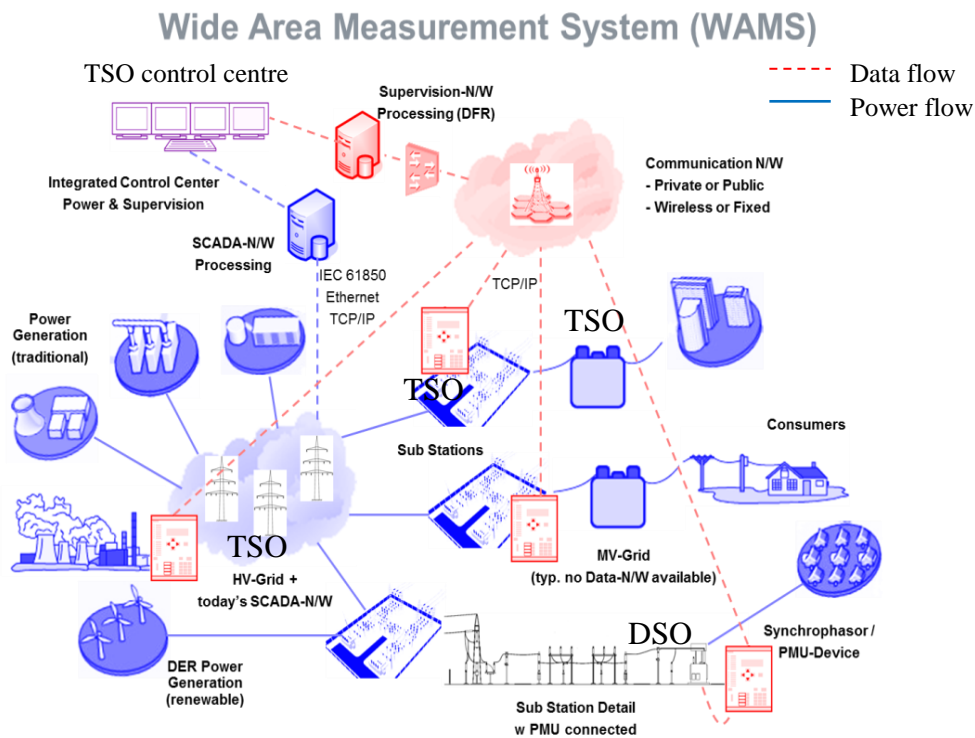 Wide Area Measurement System (WAMS)
TSO control centre
Data flow
Power flow
Supervision-N/W
Processing (DFR)
Communication N/W
- Private or Public
- Wireless or Fixed
Integrated Control Center
Power & Supervision
SCADA-N/W
Processing
IEC 61850
Ethernet
TCP/IP
TCP/IP
Power
Generation
(traditional)
TSO
TSO
Sub Stations
Consumers
TSO
HV-Grid +
today's SCADA-N/W
MV-Grid
(typ. no Data-N/W available)
DSO
Synchrophasor /
PMU-Device
DER Power
Generation
(renewable)
Sub Station Detail
w PMU connected